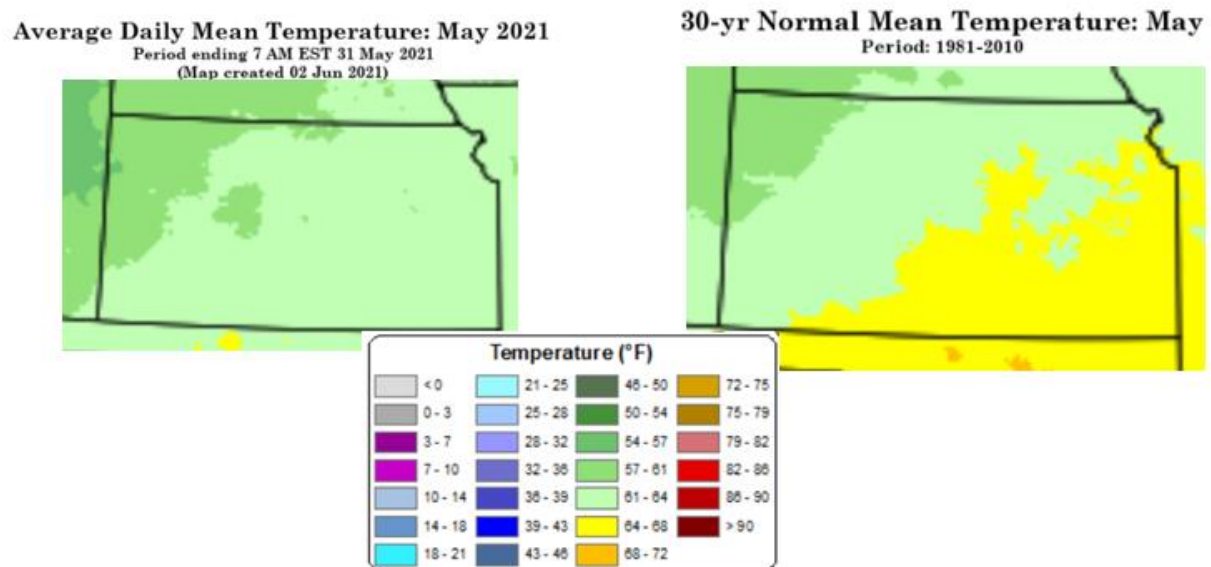 Average Daily Mean Temperature: May 2021
Period ending 7 AM EST 31 May 2021
(Map created 02 Jun 2021)
30-yr Normal Mean Temperature: May
Period: 1981-2010
Temperature (°F)
< 0
0 - 3
3 - 7
7 - 10
10 - 14
14 - 18
18 - 21
21 - 25
25 - 28
28 - 32
32 - 36
36 - 39
39 - 43
43 - 46
46 - 50
50 - 54
54 - 57
57 - 61
61 - 64
64 - 68
68 - 72
72 - 75
75 - 79
79 - 82
82 - 86
86 - 90
> 90